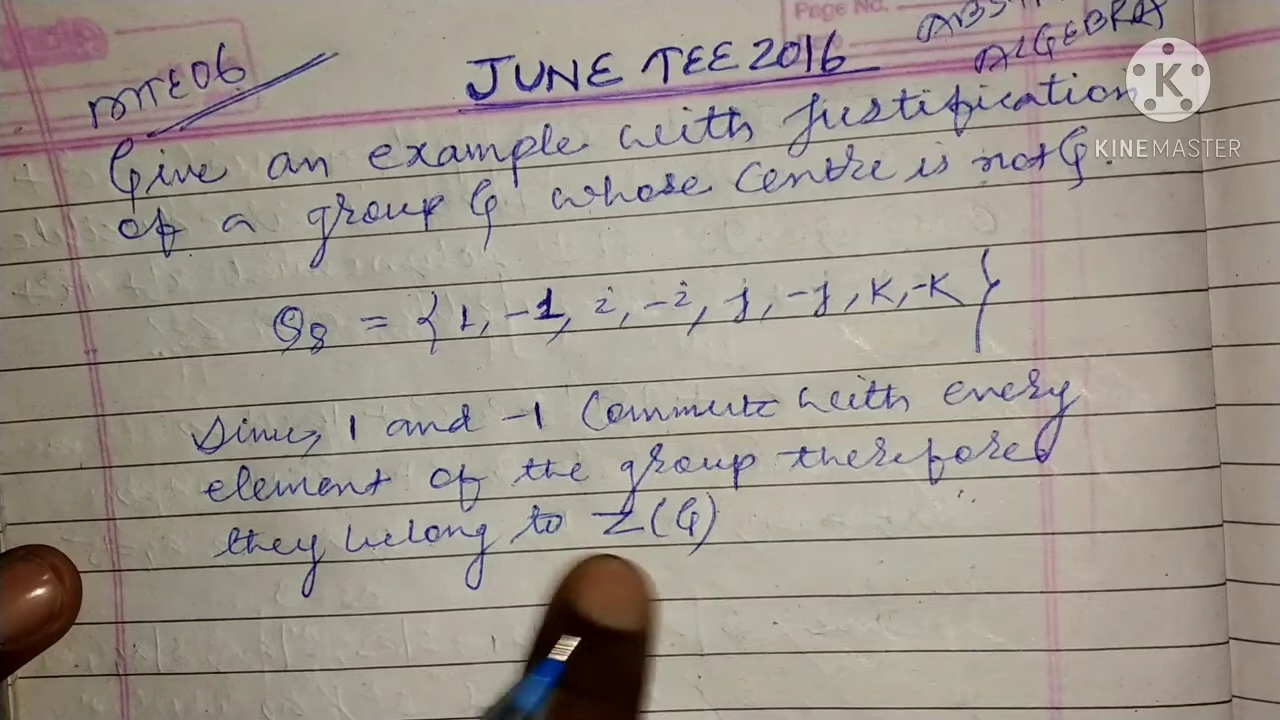 Page No.
ALGEBRA
MTE06
JUNE TEE 2016
K
KINEMASTER
Give an example with Justification
of a group G whose centre is not G.
Q8 = { 1, -1, i, -i, j, -j, K, -K }
Since, 1 and -1 Commute with every
element of the group therefore
they belong to Z(G)